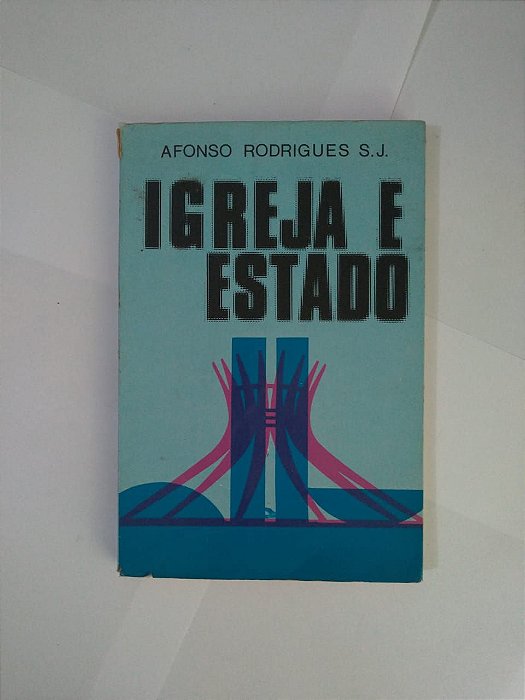 AFONSO RODRIGUES S.J.
IGREJA E
ESTADO